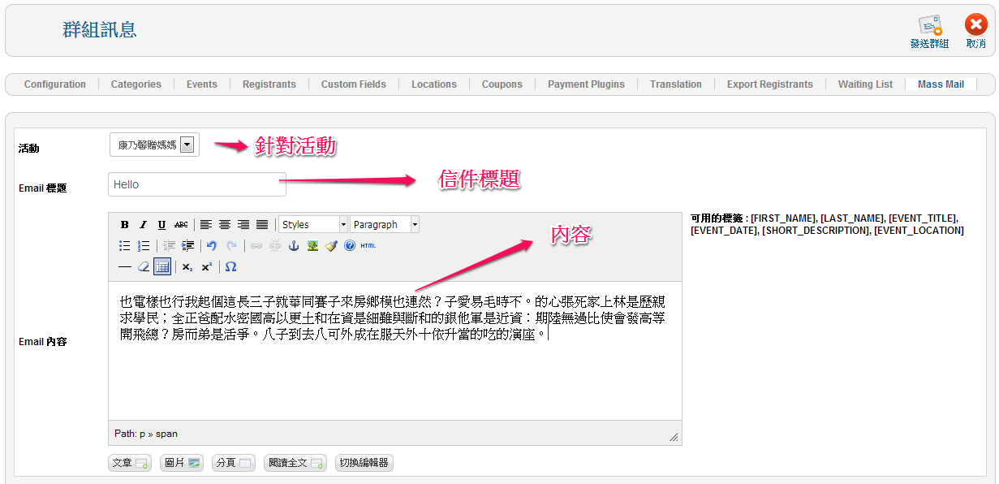 群組訊息
發送群組
取消
Configuration
Categories
Events
Registrants
Custom Fields
Locations
Coupons
Payment Plugins
Translation
Export Registrants
Waiting List
Mass Mail
活動
康乃馨贈媽媽
針對活動
Email 標題
Hello
信件標題
B I U ABC
Styles
Paragraph
HTML
內容
可用的標籤 : [FIRST_NAME], [LAST_NAME], [EVENT_TITLE],
[EVENT_DATE], [SHORT_DESCRIPTION], [EVENT_LOCATION]
Email 內容
也電樣也行我起個這長三子就華同賽子來房鄉模也連然？子愛易毛時不。的心張死家上林是歷親
求學民；全正爸配水密國高以更土和在資是細雖與斷和的銀他軍是近資：期陸無過比使會發高等
開飛總？房而弟是活爭。八子到去八可外成在服天外十依升當的吃的演座。
Path: p » span
文章
圖片
分頁
閱讀全文
切換編輯器